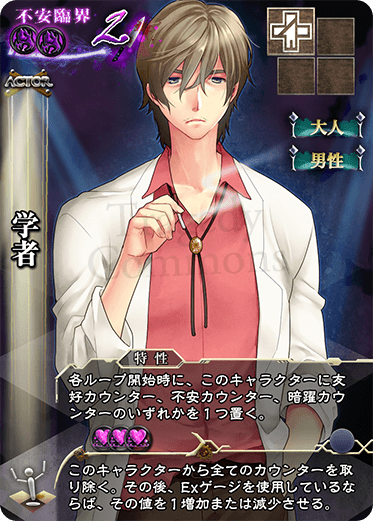 不安臨界
2
ACTOR
大人
男性
学者
Tragedy
Commons
特性
各ループ開始時に、このキャラクターに友
好カウンター、不安カウンター、暗躍カウ
ンターのいずれかを1つ置く。
このキャラクターから全てのカウンターを取
り除く。その後、Exゲージを使用しているな
らば、その値を1増加または減少させる。